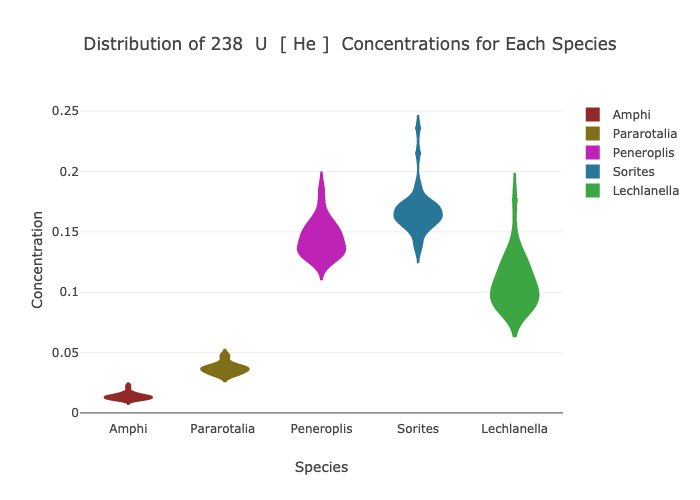 Distribution of 238 U [ He ] Concentrations for Each Species
0.25
0.2
0.15
0.1
0.05
0
Concentration
Amphi
Pararotalia
Peneroplis
Sorites
Lechlanella
Species
Amphi
Pararotalia
Peneroplis
Sorites
Lechlanella